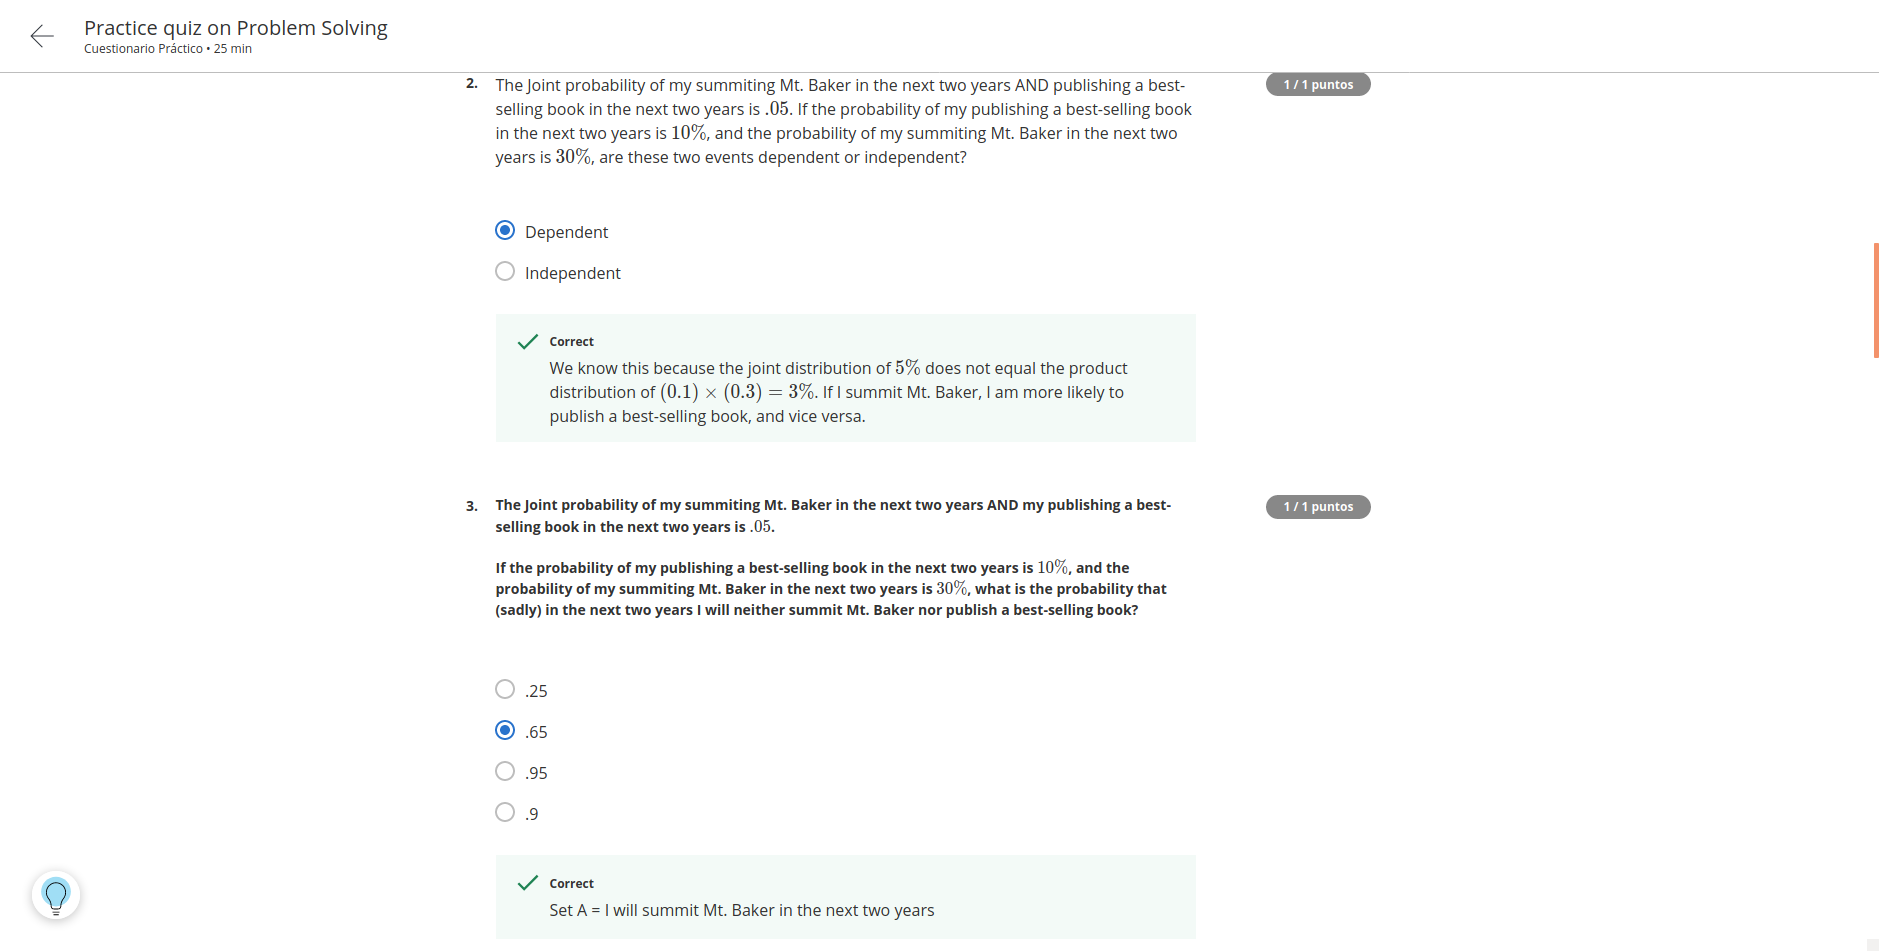 Practice quiz on Problem Solving
Cuestionario Práctico • 25 min
2. The Joint probability of my summiting Mt. Baker in the next two years AND publishing a best-
selling book in the next two years is .05. If the probability of my publishing a best-selling book
in the next two years is 10%, and the probability of my summiting Mt. Baker in the next two
years is 30%, are these two events dependent or independent?
1 / 1 puntos
Dependent
Independent
Correct
We know this because the joint distribution of 5% does not equal the product
distribution of (0.1) × (0.3) = 3%. If I summit Mt. Baker, I am more likely to
publish a best-selling book, and vice versa.
3. The Joint probability of my summiting Mt. Baker in the next two years AND my publishing a best-
selling book in the next two years is .05.
1 / 1 puntos
If the probability of my publishing a best-selling book in the next two years is 10%, and the
probability of my summiting Mt. Baker in the next two years is 30%, what is the probability that
(sadly) in the next two years I will neither summit Mt. Baker nor publish a best-selling book?
.25
.65
.95
.9
Correct
Set A = I will summit Mt. Baker in the next two years